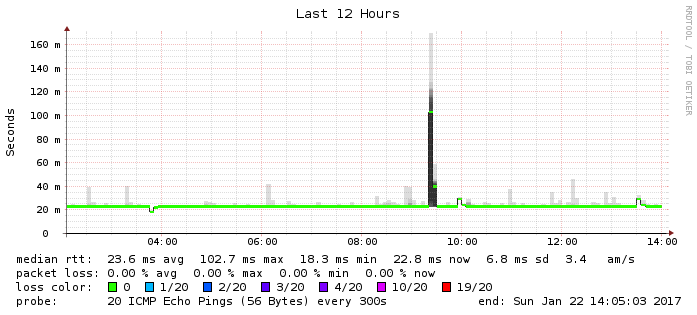 Last 12 Hours
RRDTOOL / TOBI OETIKER
Seconds
160 m
140 m
120 m
100 m
80 m
60 m
40 m
20 m
0
04:00 06:00 08:00 10:00 12:00 14:00
median rtt: 23.6 ms avg 102.7 ms max 18.3 ms min 22.8 ms now 6.8 ms sd 3.4 am/s
packet loss: 0.00 % avg 0.00 % max 0.00 % min 0.00 % now
loss color: 0 1/20 2/20 3/20 4/20 10/20 19/20
probe: 20 ICMP Echo Pings (56 Bytes) every 300s end: Sun Jan 22 14:05:03 2017